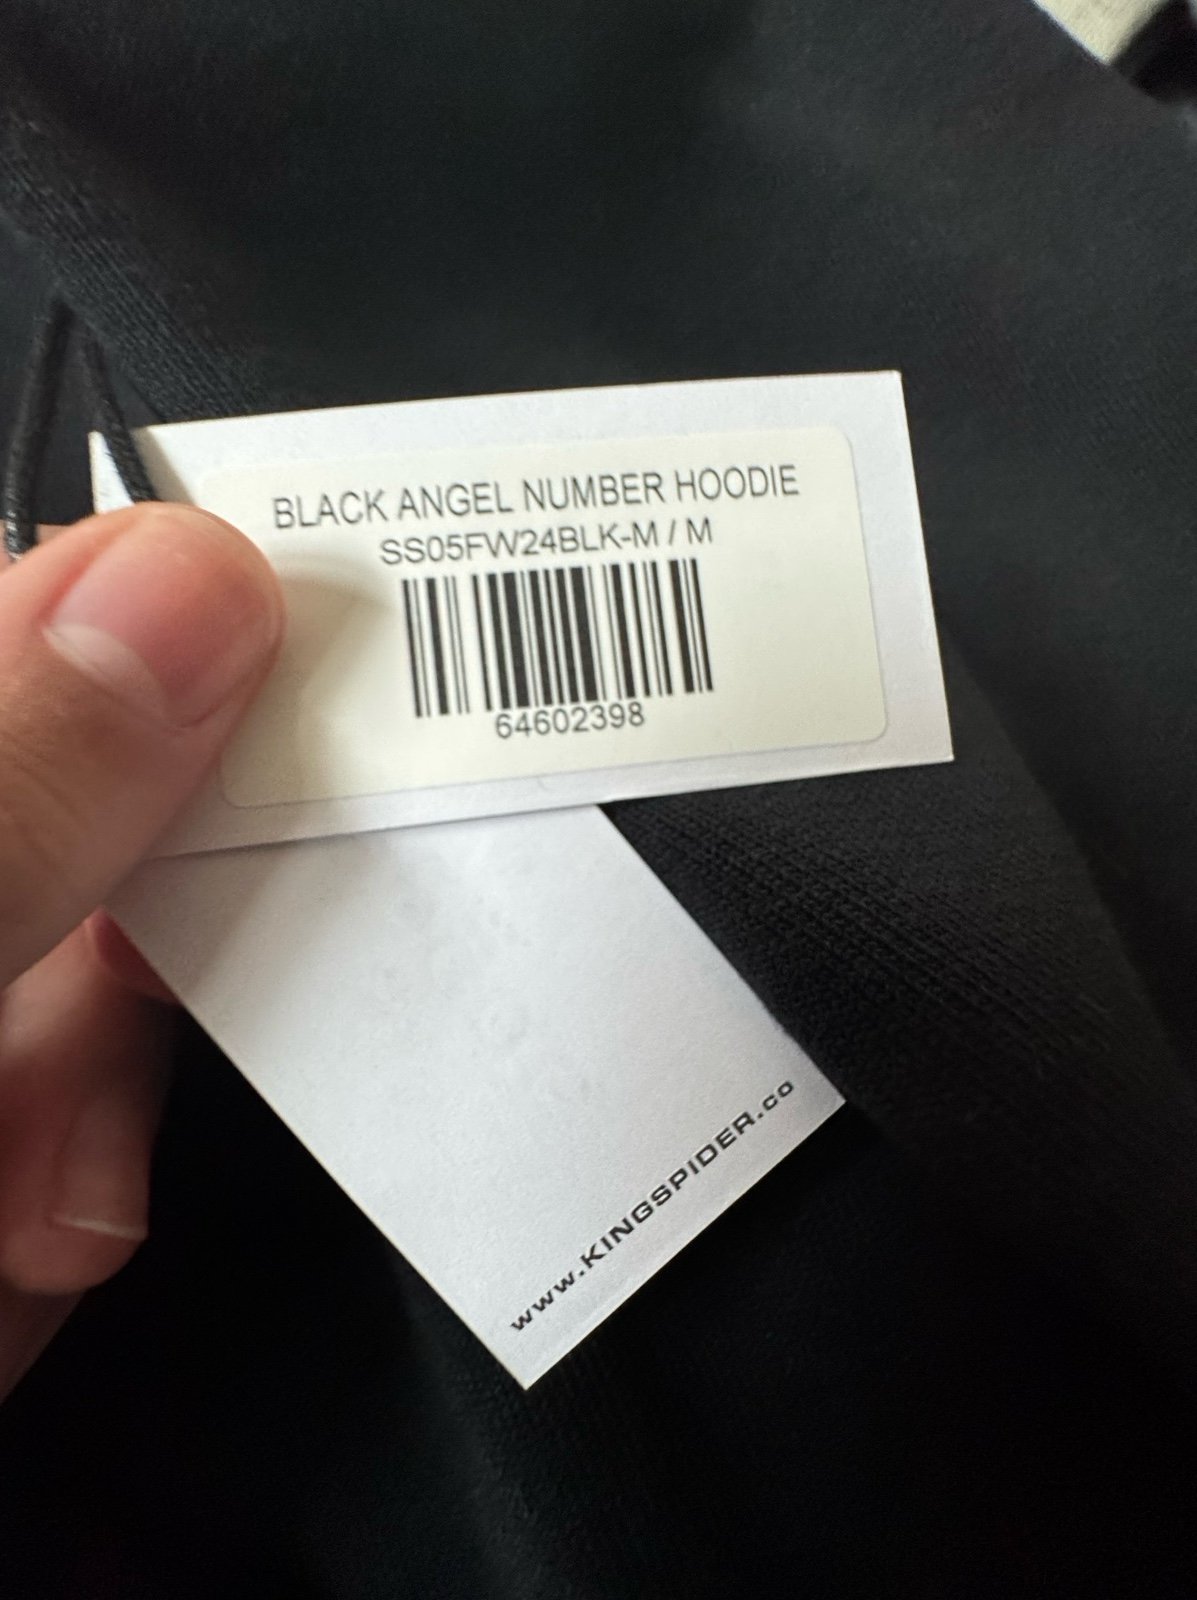 BLACK ANGEL NUMBER HOODIE
SS05FW24BLK-M / M
64602398
www.KINGSPIDER.co